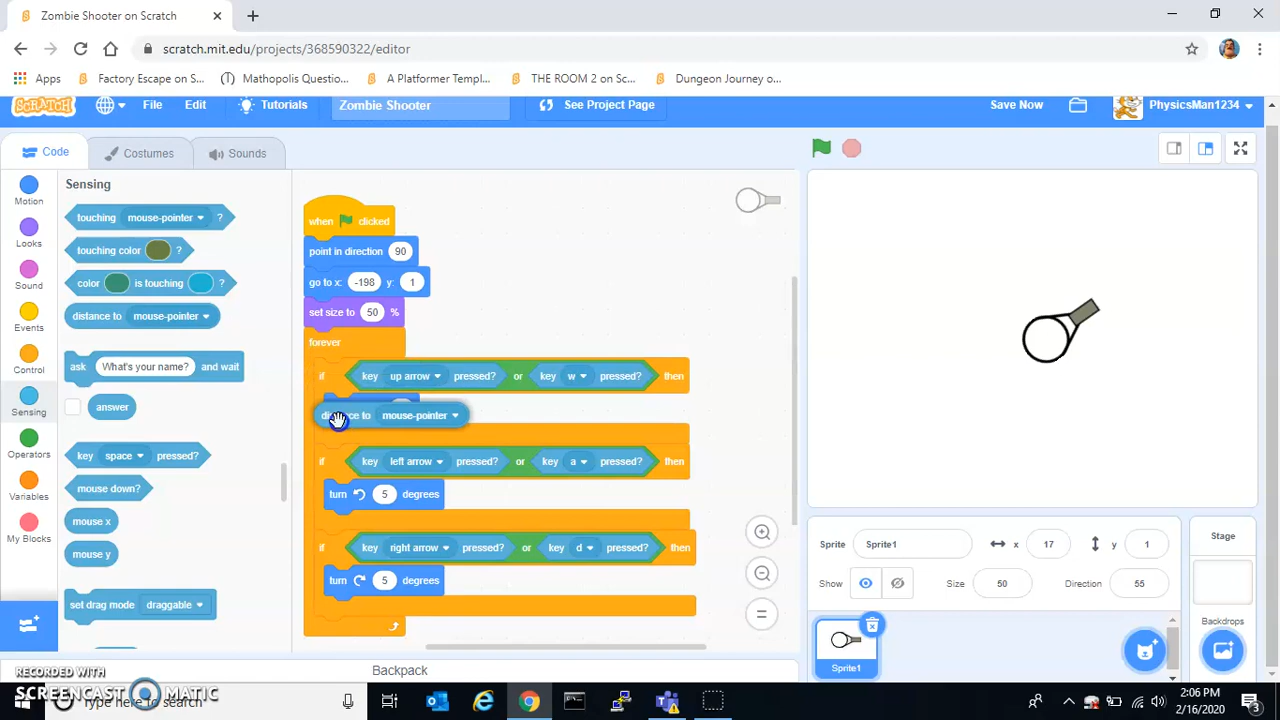 Zombie Shooter on Scratch
scratch.mit.edu/projects/368590322/editor
Apps Factory Escape on S... Mathopolis Questio... A Platformer Templ... THE ROOM 2 on Sc... Dungeon Journey o...
SCRATCH File Edit Tutorials Zombie Shooter See Project Page Save Now PhysicsMan1234
Code Costumes Sounds
Motion
Looks
Sound
Events
Control
Sensing
Operators
Variables
My Blocks
Sensing
touching mouse-pointer ?
touching color ?
color is touching ?
distance to mouse-pointer
ask What's your name? and wait
answer
key space pressed?
mouse down?
mouse x
mouse y
set drag mode draggable
when clicked
point in direction 90
go to x: -198 y: 1
set size to 50 %
forever
if key up arrow pressed? or key w pressed? then
distance to mouse-pointer
if key left arrow pressed? or key a pressed? then
turn 5 degrees
if key right arrow pressed? or key d pressed? then
turn 5 degrees
Sprite Sprite1 x 17 y 1
Show Size 50 Direction 55
Sprite1
Stage
Backdrops
Backpack
RECORDED WITH
SCREENCAST MATIC
Type here to search
2:06 PM
2/16/2020
3